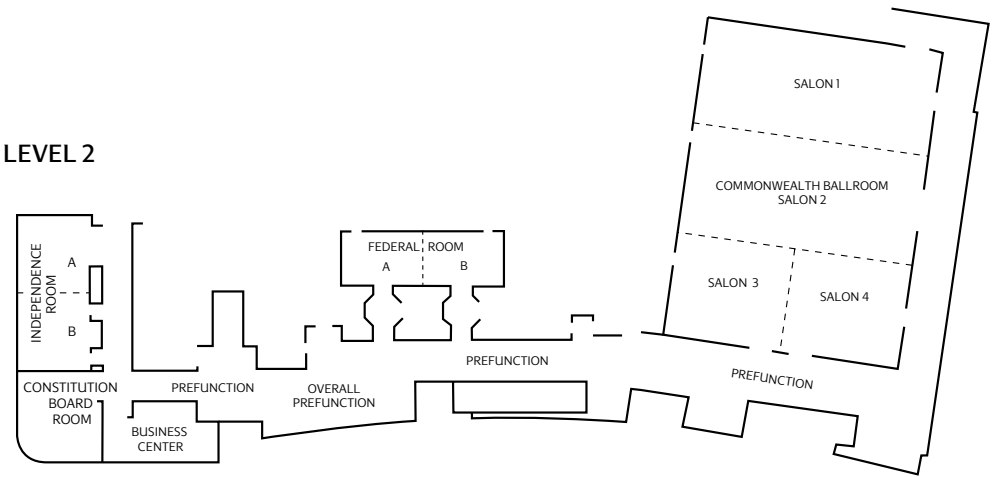 LEVEL 2
INDEPENDENCE
ROOM
A
B
CONSTITUTION
BOARD
ROOM
BUSINESS
CENTER
PREFUNCTION
OVERALL
PREFUNCTION
FEDERAL ROOM
A
B
PREFUNCTION
SALON 1
COMMONWEALTH BALLROOM
SALON 2
SALON 3
SALON 4
PREFUNCTION